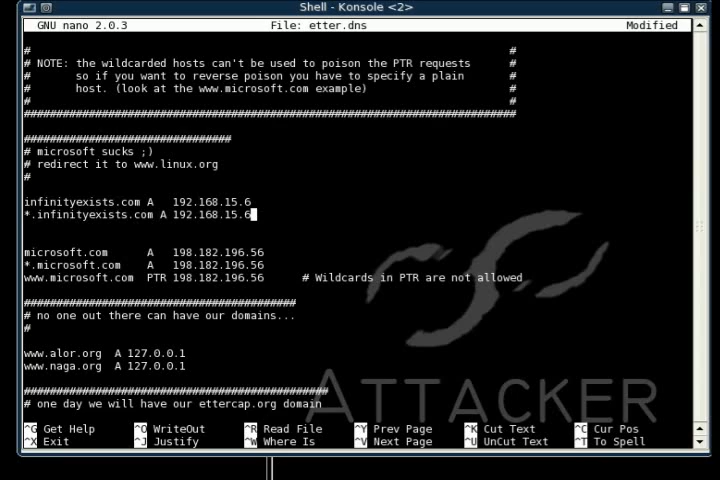 Shell - Konsole <2>
GNU nano 2.0.3 File: etter.dns Modified
# #
# NOTE: the wildcarded hosts can't be used to poison the PTR requests #
# so if you want to reverse poison you have to specify a plain #
# host. (look at the www.microsoft.com example) #
# #
############################################################################
################################
# microsoft sucks ;)
# redirect it to www.linux.org
#
infinityexists.com A 192.168.15.6
*.infinityexists.com A 192.168.15.6
microsoft.com A 198.182.196.56
*.microsoft.com A 198.182.196.56
www.microsoft.com PTR 198.182.196.56 # Wildcards in PTR are not allowed
##########################################
# no one out there can have our domains...
#
www.alor.org A 127.0.0.1
www.naga.org A 127.0.0.1
###############################################
# one day we will have our ettercap.org domain
ATTACKER
^G Get Help ^O WriteOut ^R Read File ^Y Prev Page ^K Cut Text ^C Cur Pos
^X Exit ^J Justify ^W Where Is ^V Next Page ^U UnCut Text ^T To Spell